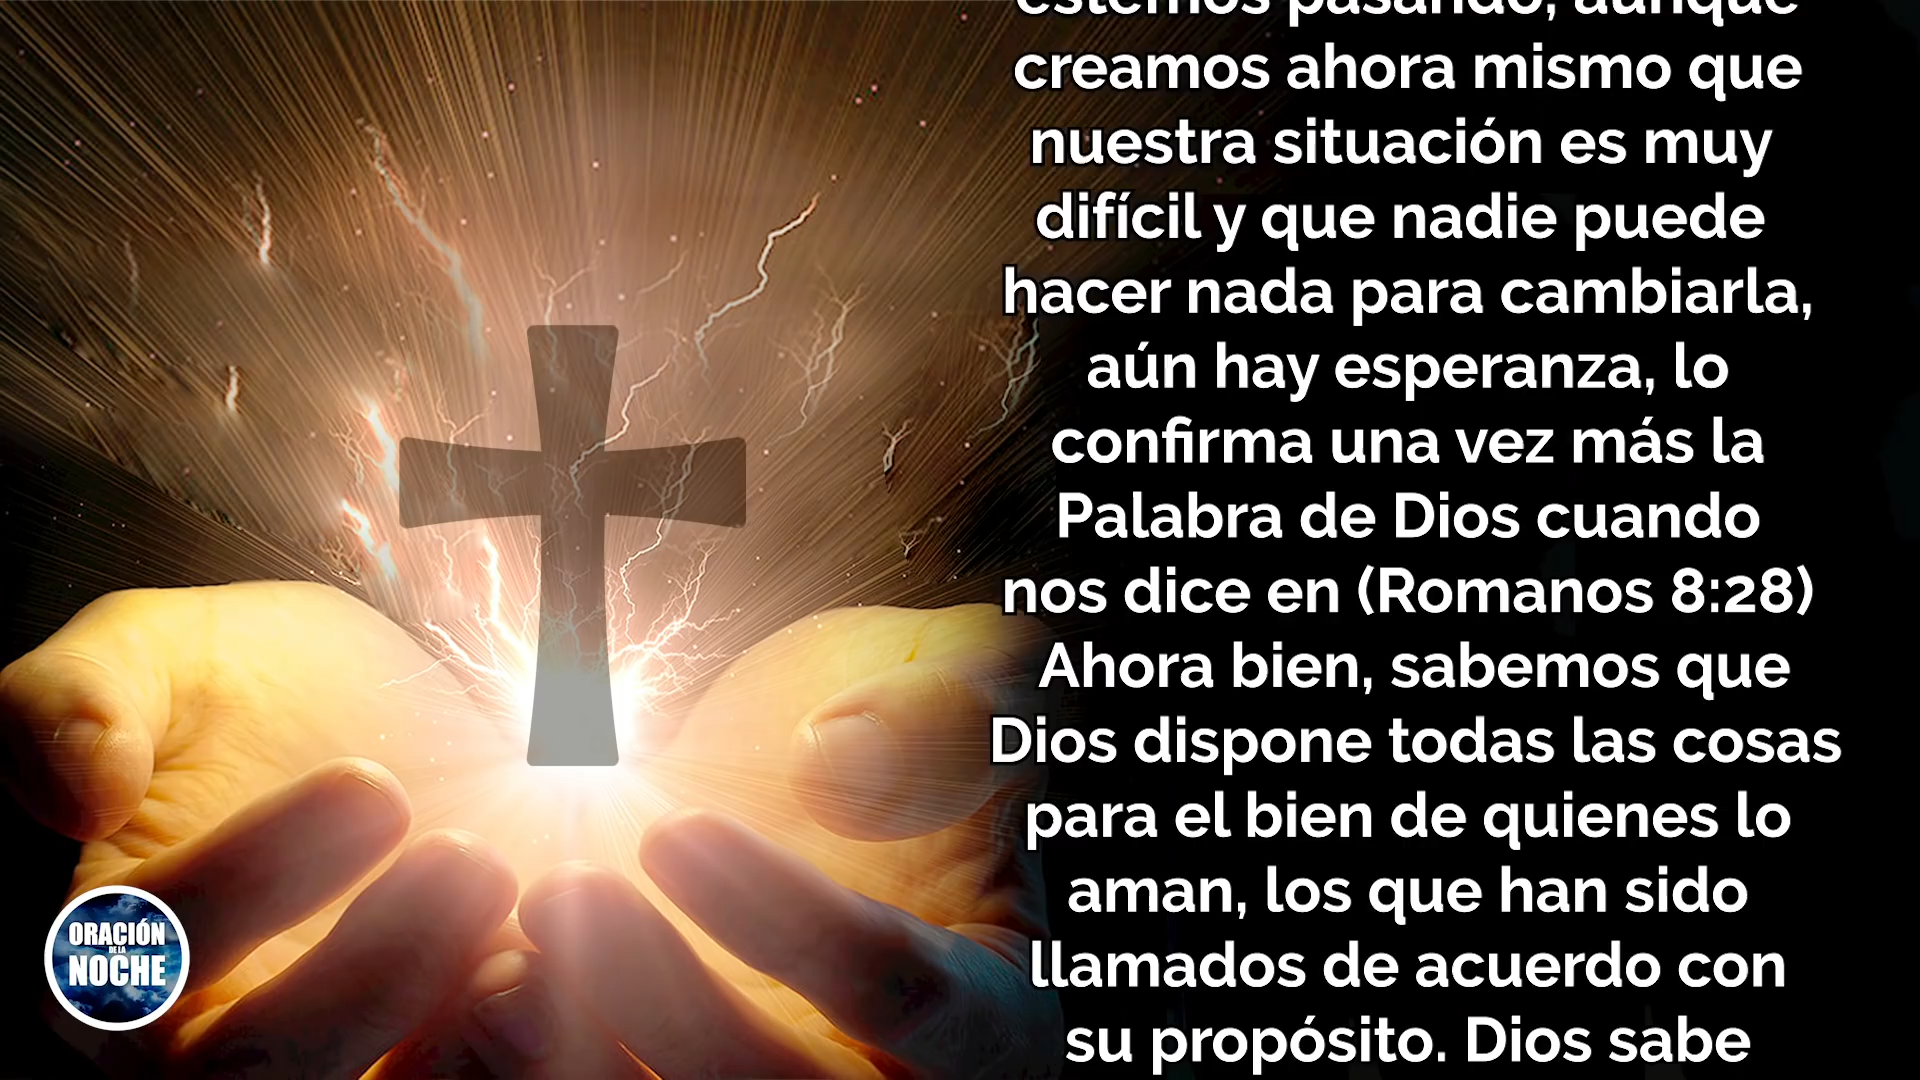 estemos pasando, aunque
creamos ahora mismo que
nuestra situación es muy
difícil y que nadie puede
hacer nada para cambiarla,
aún hay esperanza, lo
confirma una vez más la
Palabra de Dios cuando
nos dice en (Romanos 8:28)
Ahora bien, sabemos que
Dios dispone todas las cosas
para el bien de quienes lo
aman, los que han sido
llamados de acuerdo con
su propósito. Dios sabe
ORACIÓN
DE LA
NOCHE